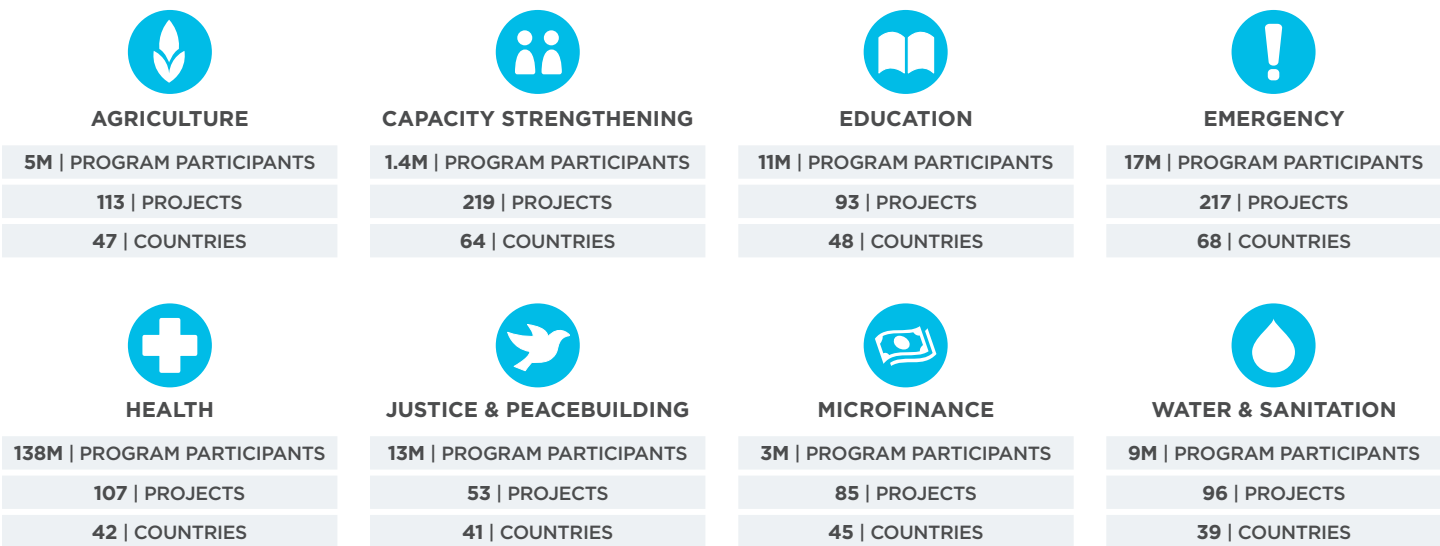 AGRICULTURE
5M | PROGRAM PARTICIPANTS
113 | PROJECTS
47 | COUNTRIES
CAPACITY STRENGTHENING
1.4M | PROGRAM PARTICIPANTS
219 | PROJECTS
64 | COUNTRIES
EDUCATION
11M | PROGRAM PARTICIPANTS
93 | PROJECTS
48 | COUNTRIES
EMERGENCY
17M | PROGRAM PARTICIPANTS
217 | PROJECTS
68 | COUNTRIES
HEALTH
138M | PROGRAM PARTICIPANTS
107 | PROJECTS
42 | COUNTRIES
JUSTICE & PEACEBUILDING
13M | PROGRAM PARTICIPANTS
53 | PROJECTS
41 | COUNTRIES
MICROFINANCE
3M | PROGRAM PARTICIPANTS
85 | PROJECTS
45 | COUNTRIES
WATER & SANITATION
9M | PROGRAM PARTICIPANTS
96 | PROJECTS
39 | COUNTRIES